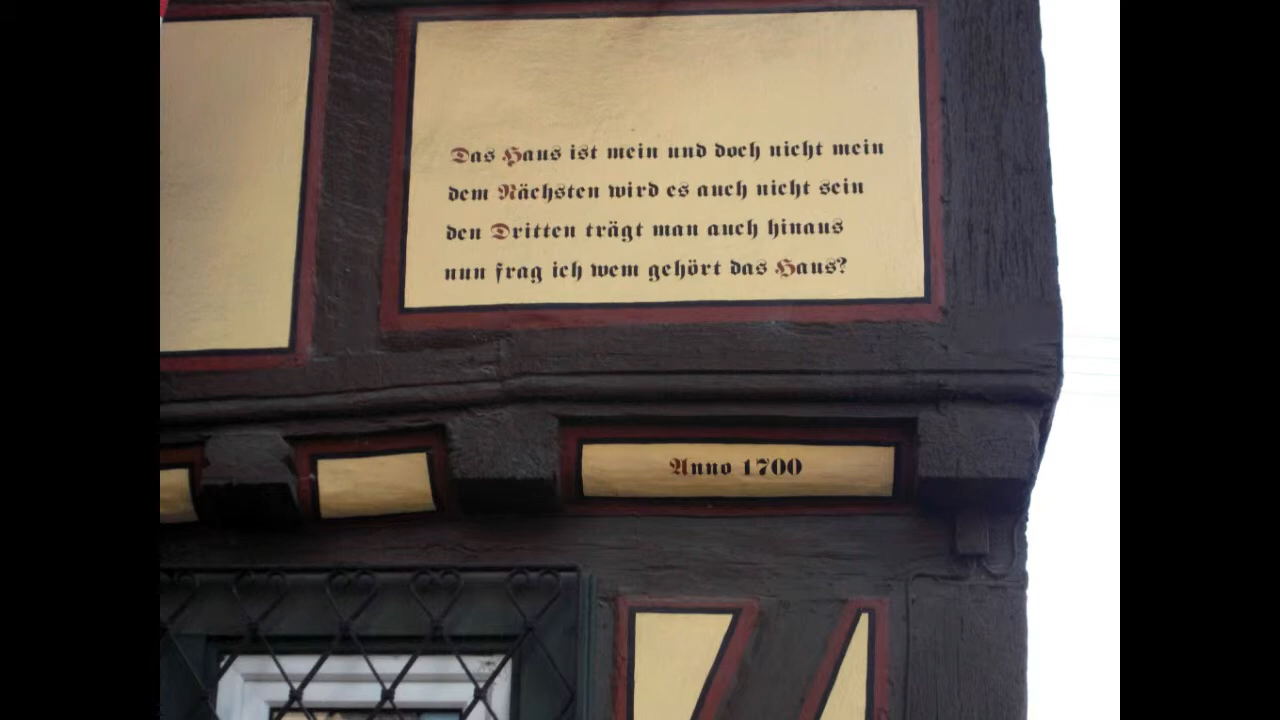 Das Haus ist mein und doch nicht mein
dem Nächsten wird es auch nicht sein
den Dritten trägt man auch hinaus
nun frag ich wem gehört das Haus?
Anno 1700